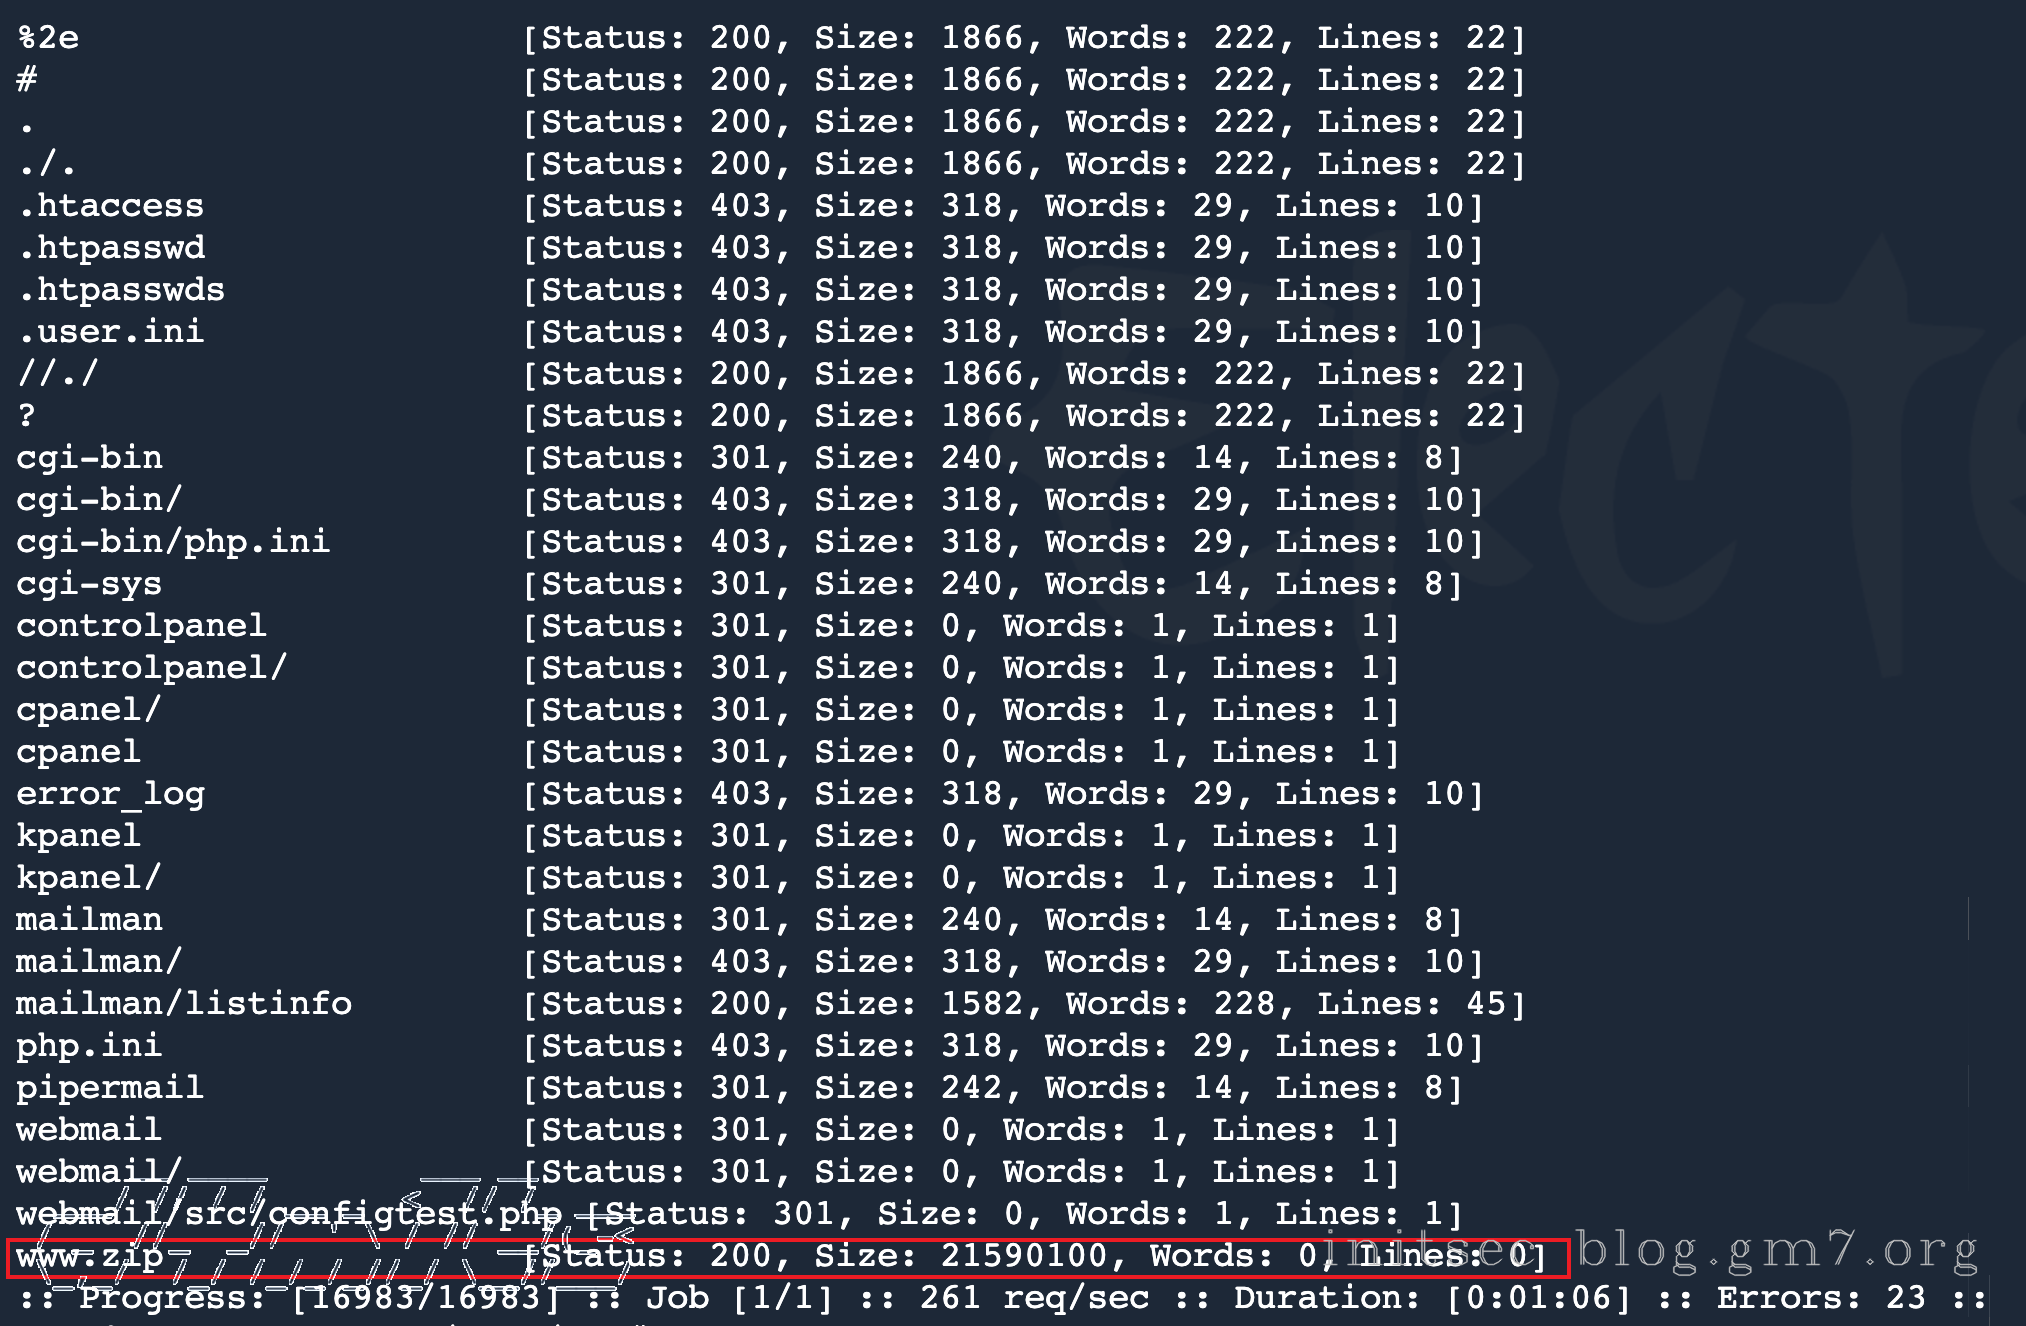 %2e [Status: 200, Size: 1866, Words: 222, Lines: 22]
# [Status: 200, Size: 1866, Words: 222, Lines: 22]
. [Status: 200, Size: 1866, Words: 222, Lines: 22]
./. [Status: 200, Size: 1866, Words: 222, Lines: 22]
.htaccess [Status: 403, Size: 318, Words: 29, Lines: 10]
.htpasswd [Status: 403, Size: 318, Words: 29, Lines: 10]
.htpasswds [Status: 403, Size: 318, Words: 29, Lines: 10]
.user.ini [Status: 403, Size: 318, Words: 29, Lines: 10]
//./ [Status: 200, Size: 1866, Words: 222, Lines: 22]
? [Status: 200, Size: 1866, Words: 222, Lines: 22]
cgi-bin [Status: 301, Size: 240, Words: 14, Lines: 8]
cgi-bin/ [Status: 403, Size: 318, Words: 29, Lines: 10]
cgi-bin/php.ini [Status: 403, Size: 318, Words: 29, Lines: 10]
cgi-sys [Status: 301, Size: 240, Words: 14, Lines: 8]
controlpanel [Status: 301, Size: 0, Words: 1, Lines: 1]
controlpanel/ [Status: 301, Size: 0, Words: 1, Lines: 1]
cpanel/ [Status: 301, Size: 0, Words: 1, Lines: 1]
cpanel [Status: 301, Size: 0, Words: 1, Lines: 1]
error_log [Status: 403, Size: 318, Words: 29, Lines: 10]
kpanel [Status: 301, Size: 0, Words: 1, Lines: 1]
kpanel/ [Status: 301, Size: 0, Words: 1, Lines: 1]
mailman [Status: 301, Size: 240, Words: 14, Lines: 8]
mailman/ [Status: 403, Size: 318, Words: 29, Lines: 10]
mailman/listinfo [Status: 200, Size: 1582, Words: 228, Lines: 45]
php.ini [Status: 403, Size: 318, Words: 29, Lines: 10]
pipermail [Status: 301, Size: 242, Words: 14, Lines: 8]
webmail [Status: 301, Size: 0, Words: 1, Lines: 1]
webmail/ [Status: 301, Size: 0, Words: 1, Lines: 1]
webmail/src/configtest.php [Status: 301, Size: 0, Words: 1, Lines: 1]
www.zip [Status: 200, Size: 21590100, Words: 0, Lines: 0]
initsec blog.gm7.org
:: Progress: [16983/16983] :: Job [1/1] :: 261 req/sec :: Duration: [0:01:06] :: Errors: 23 ::